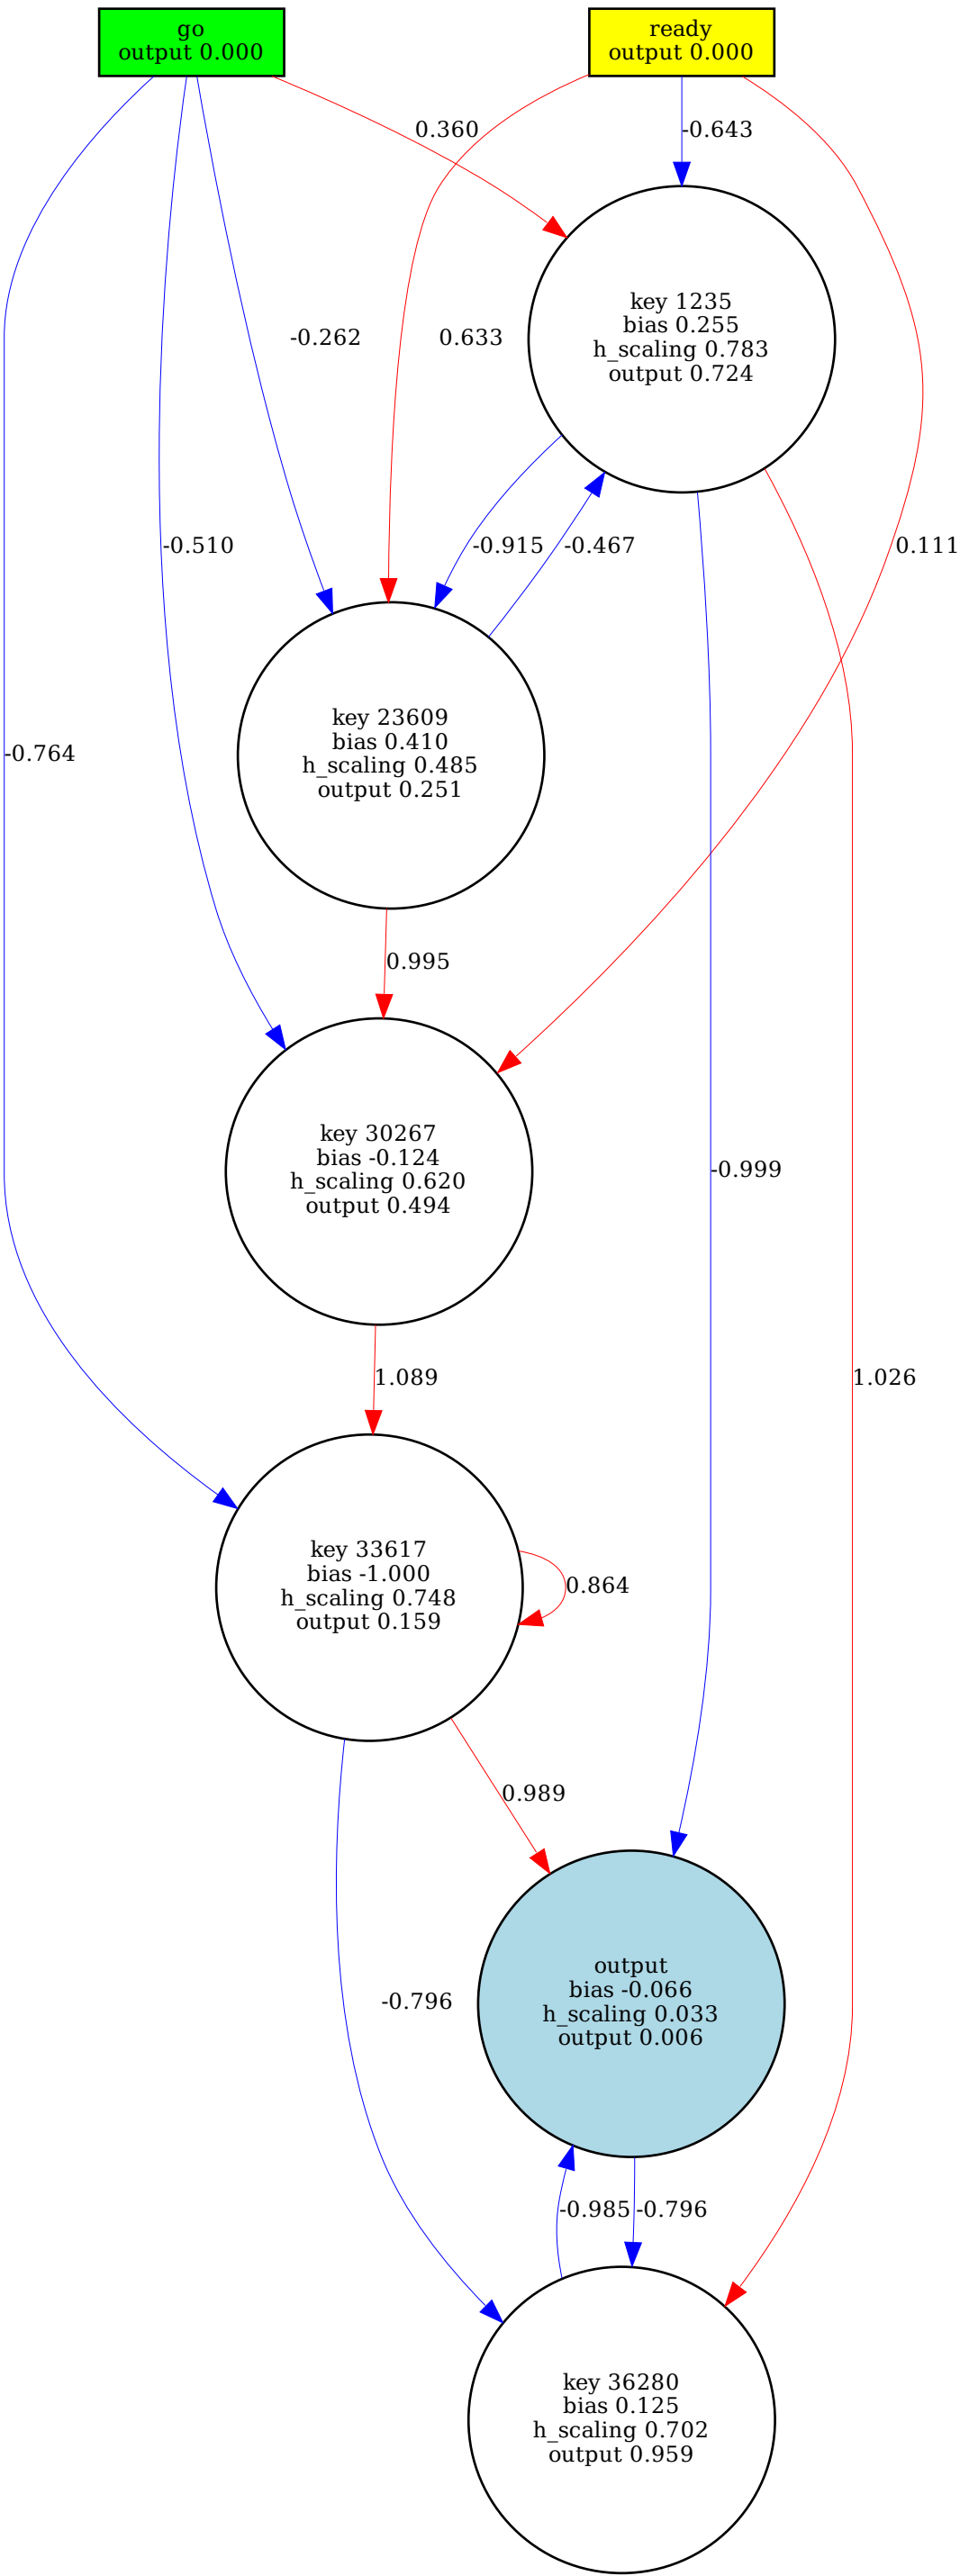 go
output 0.000
ready
output 0.000
0.360
-0.643
key 1235
bias 0.255
h_scaling 0.783
output 0.724
-0.262
0.633
-0.510
-0.915
-0.467
0.111
key 23609
bias 0.410
h_scaling 0.485
output 0.251
-0.764
0.995
key 30267
bias -0.124
h_scaling 0.620
output 0.494
-0.999
1.089
1.026
key 33617
bias -1.000
h_scaling 0.748
output 0.159
0.864
0.989
output
bias -0.066
h_scaling 0.033
output 0.006
-0.796
-0.985
-0.796
key 36280
bias 0.125
h_scaling 0.702
output 0.959